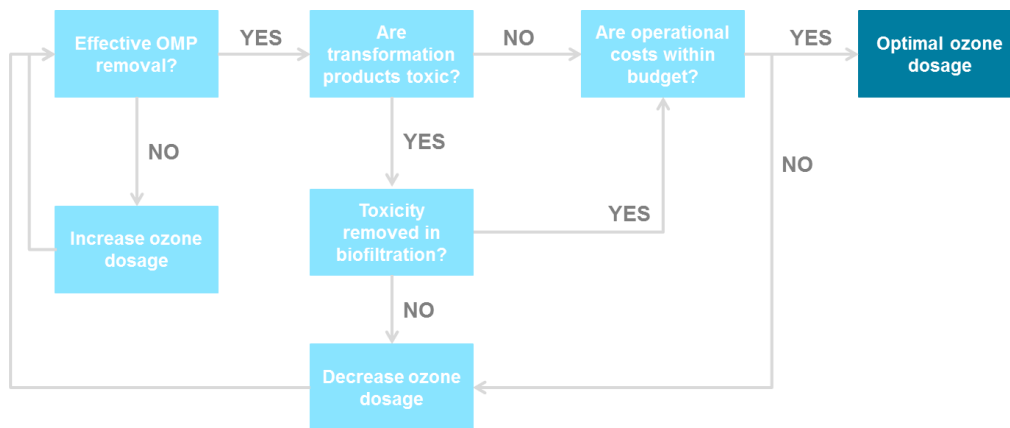 Effective OMP
removal?
YES
Are
transformation
products toxic?
NO
Are operational
costs within
budget?
YES
Optimal ozone
dosage
NO
YES
NO
Increase ozone
dosage
Toxicity
removed in
biofiltration?
YES
NO
Decrease ozone
dosage